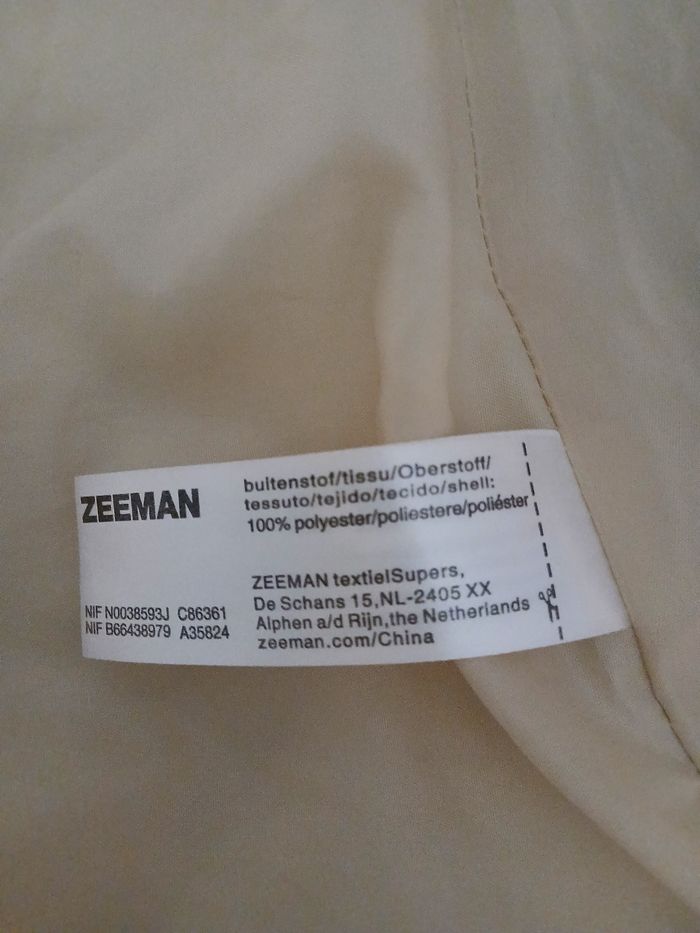 ZEEMAN
buitenstof/tissu/Oberstoff/
tessuto/tejido/tecido/shell:
100% polyester/poliestere/poliéster
NIF N0038593J C86361
NIF B66438979 A35824
ZEEMAN textielSupers,
De Schans 15,NL-2405 XX
Alphen a/d Rijn,the Netherlands
zeeman.com/China